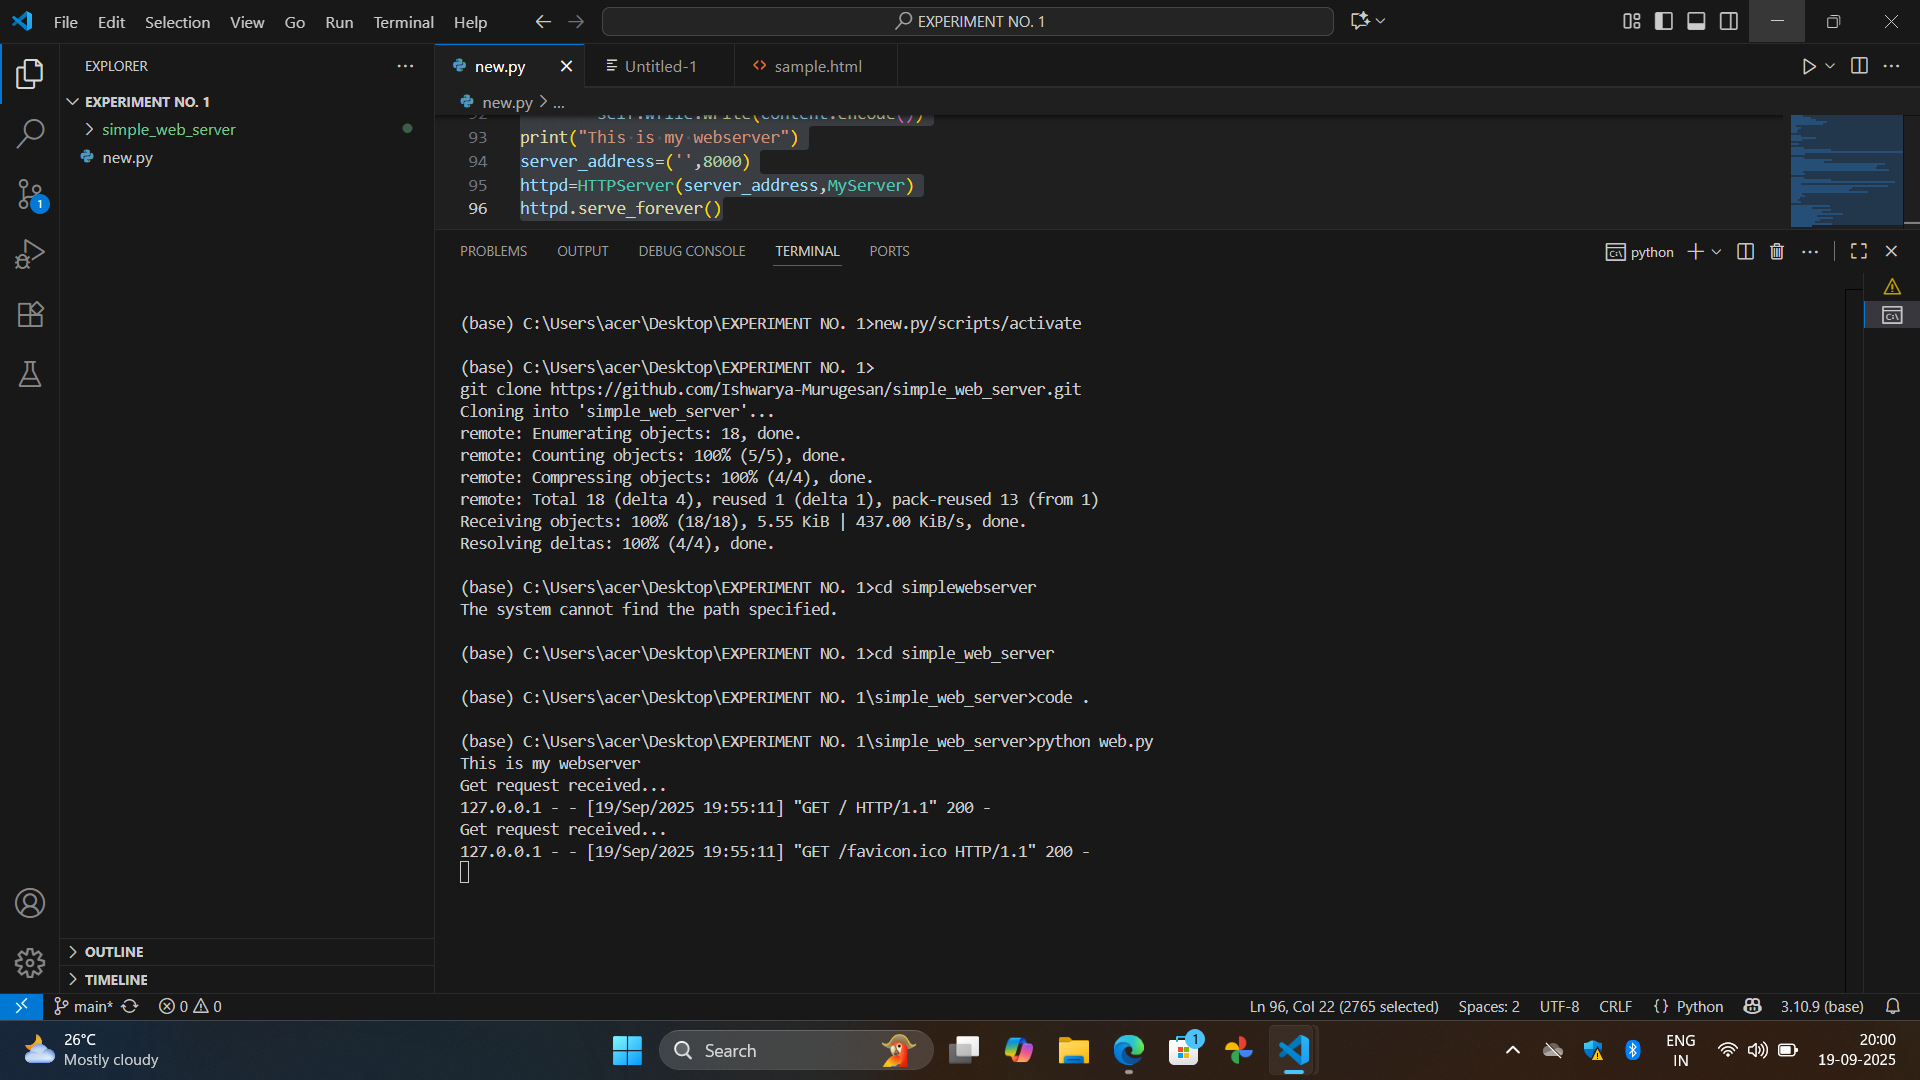 File Edit Selection View Go Run Terminal Help
EXPERIMENT NO. 1
EXPLORER
EXPERIMENT NO. 1
simple_web_server
new.py
1
new.py
Untitled-1
sample.html
new.py > ...
92 self.wfile.write(content.encode())
93 print("This is my webserver")
94 server_address=('',8000)
95 httpd=HTTPServer(server_address,MyServer)
96 httpd.serve_forever()
PROBLEMS OUTPUT DEBUG CONSOLE TERMINAL PORTS
python
(base) C:\Users\acer\Desktop\EXPERIMENT NO. 1>new.py/scripts/activate
(base) C:\Users\acer\Desktop\EXPERIMENT NO. 1>
git clone https://github.com/Ishwarya-Murugesan/simple_web_server.git
Cloning into 'simple_web_server'...
remote: Enumerating objects: 18, done.
remote: Counting objects: 100% (5/5), done.
remote: Compressing objects: 100% (4/4), done.
remote: Total 18 (delta 4), reused 1 (delta 1), pack-reused 13 (from 1)
Receiving objects: 100% (18/18), 5.55 KiB | 437.00 KiB/s, done.
Resolving deltas: 100% (4/4), done.
(base) C:\Users\acer\Desktop\EXPERIMENT NO. 1>cd simplewebserver
The system cannot find the path specified.
(base) C:\Users\acer\Desktop\EXPERIMENT NO. 1>cd simple_web_server
(base) C:\Users\acer\Desktop\EXPERIMENT NO. 1\simple_web_server>code .
(base) C:\Users\acer\Desktop\EXPERIMENT NO. 1\simple_web_server>python web.py
This is my webserver
Get request received...
127.0.0.1 - - [19/Sep/2025 19:55:11] "GET / HTTP/1.1" 200 -
Get request received...
127.0.0.1 - - [19/Sep/2025 19:55:11] "GET /favicon.ico HTTP/1.1" 200 -
OUTLINE
TIMELINE
main* 0 0
Ln 96, Col 22 (2765 selected) Spaces: 2 UTF-8 CRLF {} Python 3.10.9 (base)
26°C
Mostly cloudy
Search
1
ENG
IN
20:00
19-09-2025